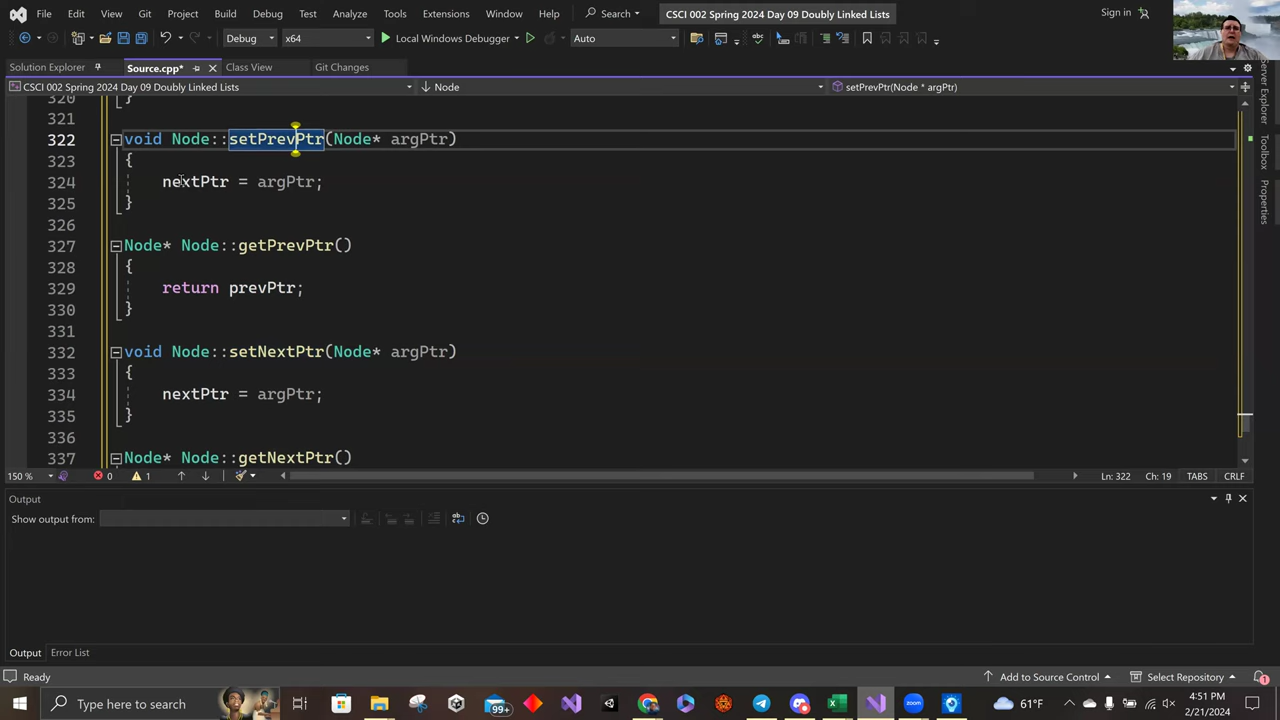 File Edit View Git Project Build Debug Test Analyze Tools Extensions Window Help Search CSCI 002 Spring 2024 Day 09 Doubly Linked Lists Sign in
Debug x64 Local Windows Debugger Auto
Solution Explorer Source.cpp* Class View Git Changes
CSCI 002 Spring 2024 Day 09 Doubly Linked Lists Node setPrevPtr(Node * argPtr)
320 }
321
322 void Node::setPrevPtr(Node* argPtr)
323 {
324 nextPtr = argPtr;
325 }
326
327 Node* Node::getPrevPtr()
328 {
329 return prevPtr;
330 }
331
332 void Node::setNextPtr(Node* argPtr)
333 {
334 nextPtr = argPtr;
335 }
336
337 Node* Node::getNextPtr()
150 % 0 1 Ln: 322 Ch: 19 TABS CRLF
Output
Show output from:
Output Error List
Ready Add to Source Control Select Repository 1
Type here to search 99+ 61°F 4:51 PM
2/21/2024
Server Explorer
Toolbox
Properties